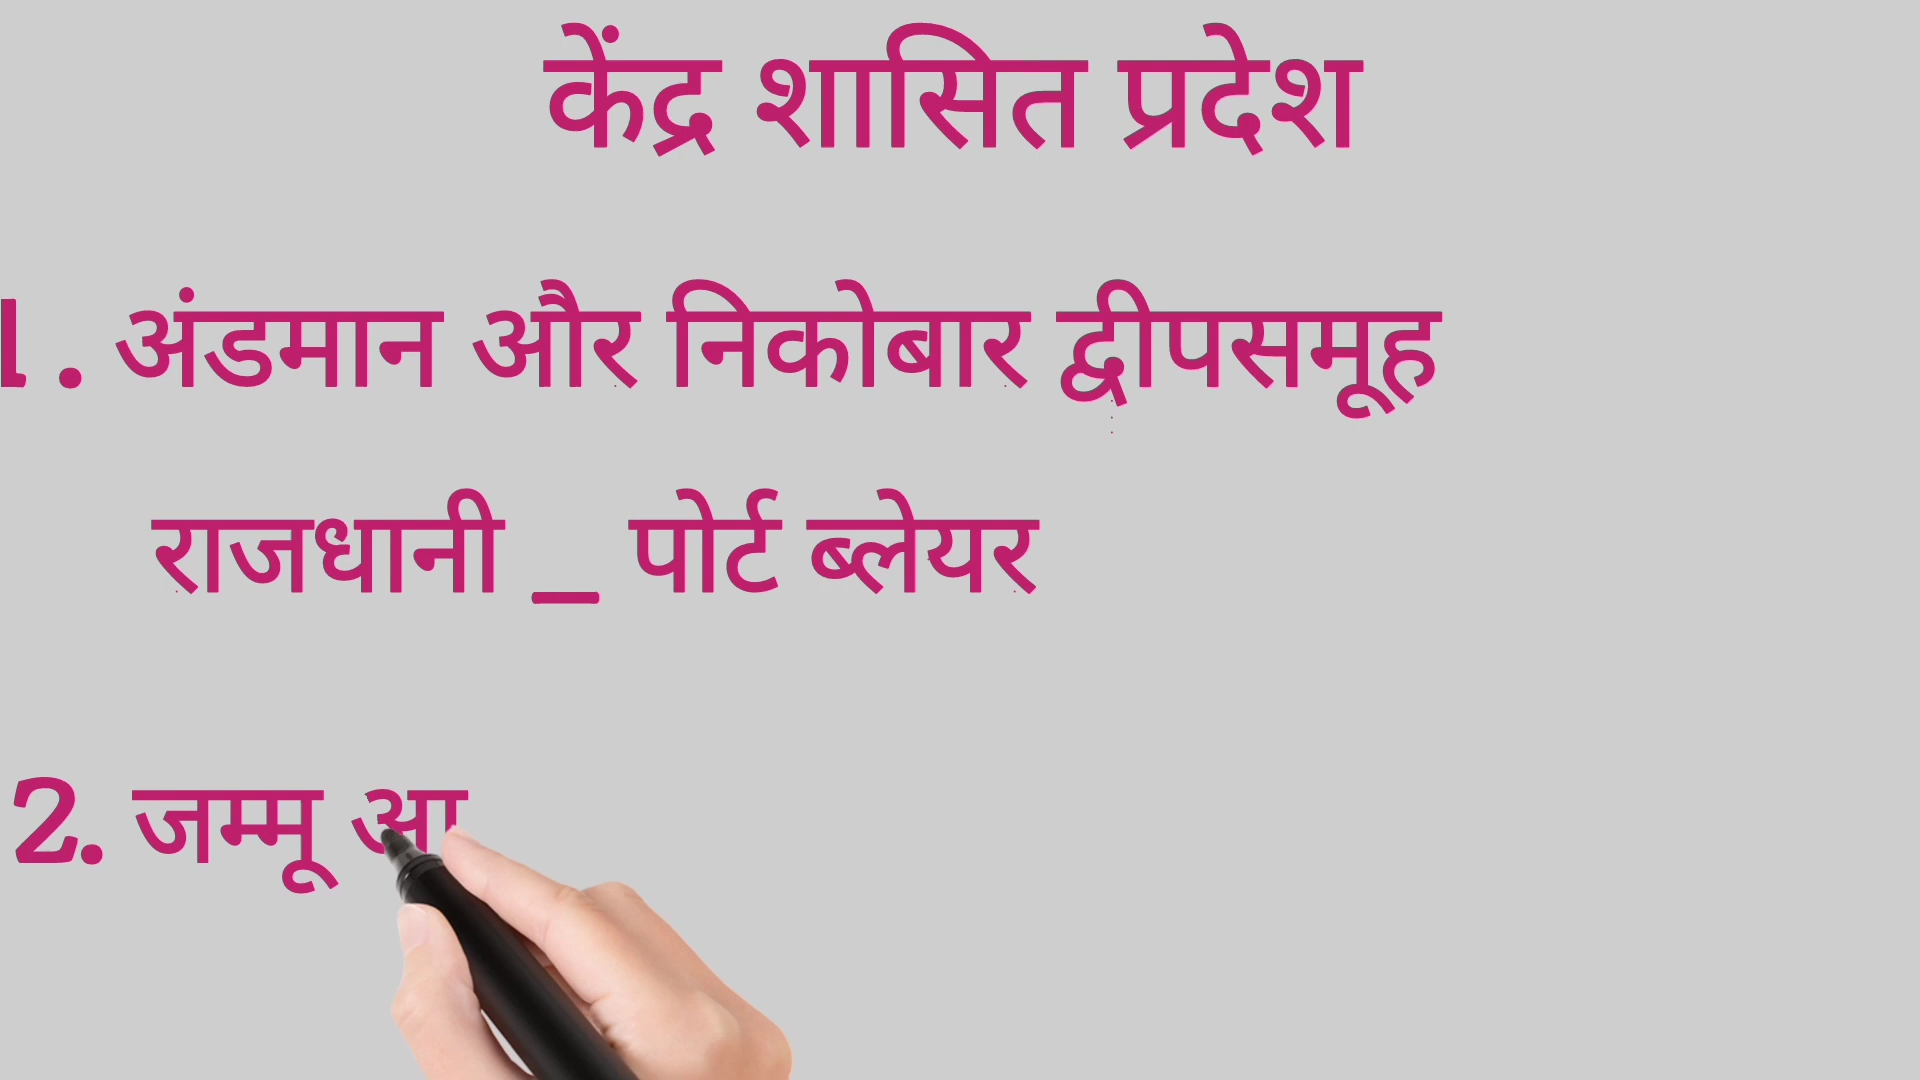 केंद्र शासित प्रदेश
1 . अंडमान और निकोबार द्वीपसमूह
राजधानी _ पोर्ट ब्लेयर
2. जम्मू